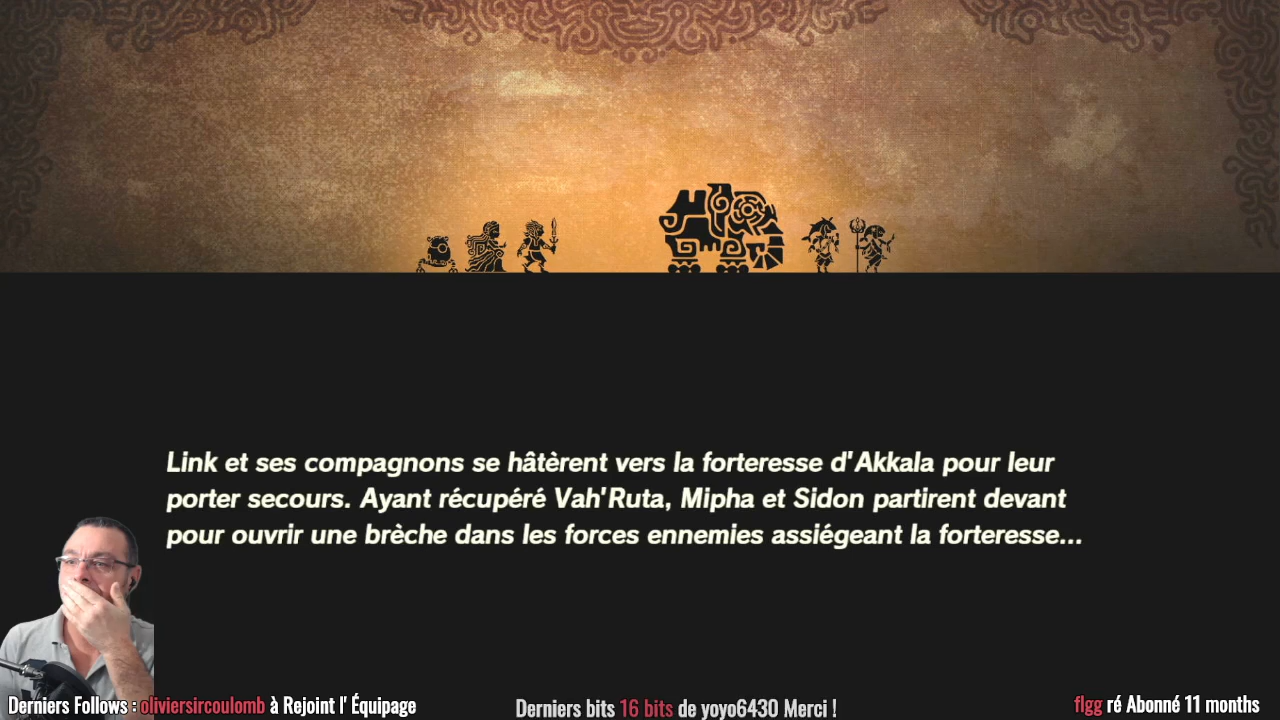 Link et ses compagnons se hâtèrent vers la forteresse d'Akkala pour leur
porter secours. Ayant récupéré Vah'Ruta, Mipha et Sidon partirent devant
pour ouvrir une brèche dans les forces ennemies assiégeant la forteresse...
Derniers Follows : oliviersircoulomb à Rejoint l' Équipage
Derniers bits 16 bits de yoyo6430 Merci !
flgg ré Abonné 11 months